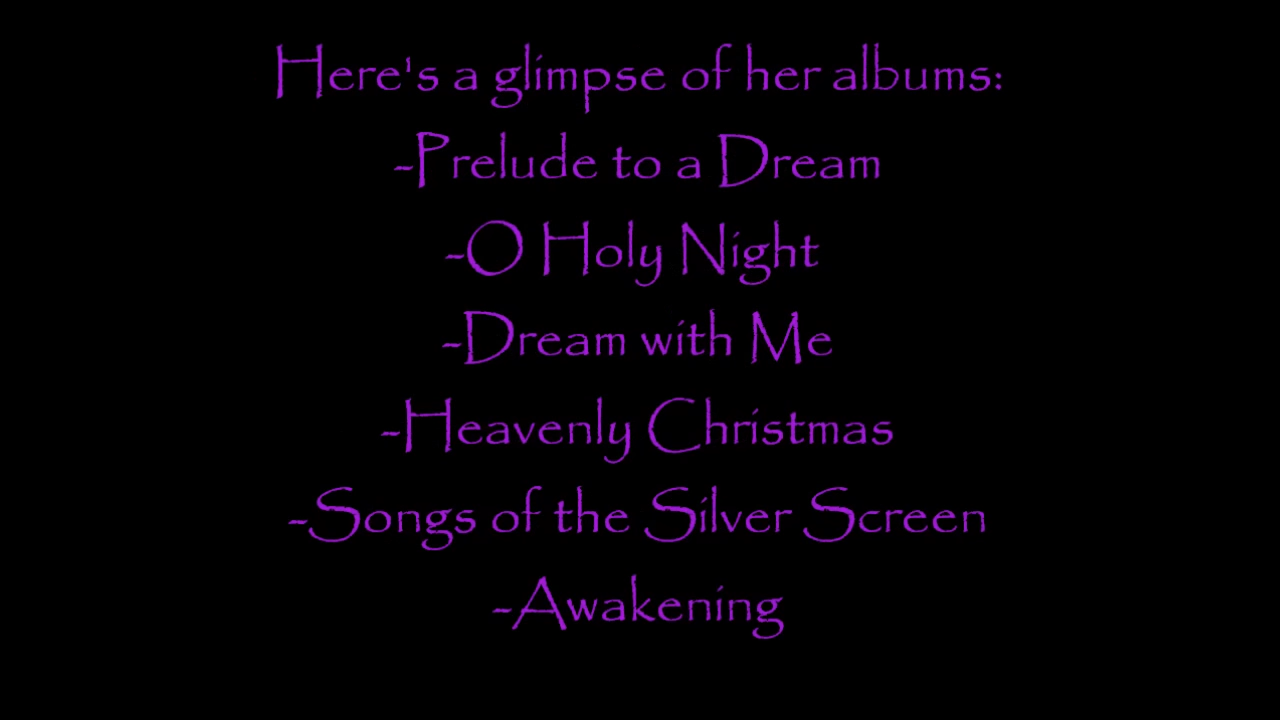 Here's a glimpse of her albums:
-Prelude to a Dream
-O Holy Night
-Dream with Me
-Heavenly Christmas
-Songs of the Silver Screen
-Awakening